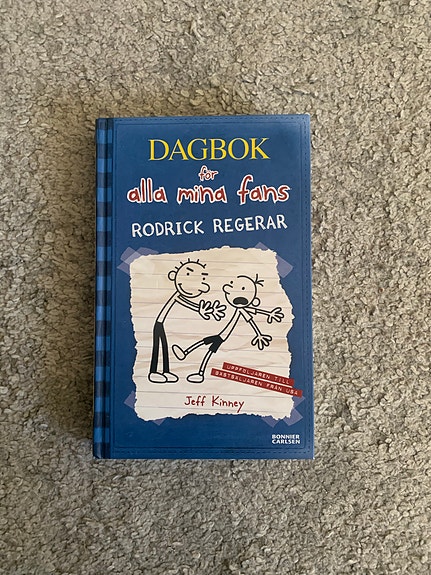 DAGBOK
för
alla mina fans
RODRICK REGERAR
UPPFÖLJAREN TILL
BÄSTSÄLJAREN FRÅN USA
Jeff Kinney
BONNIER
CARLSEN